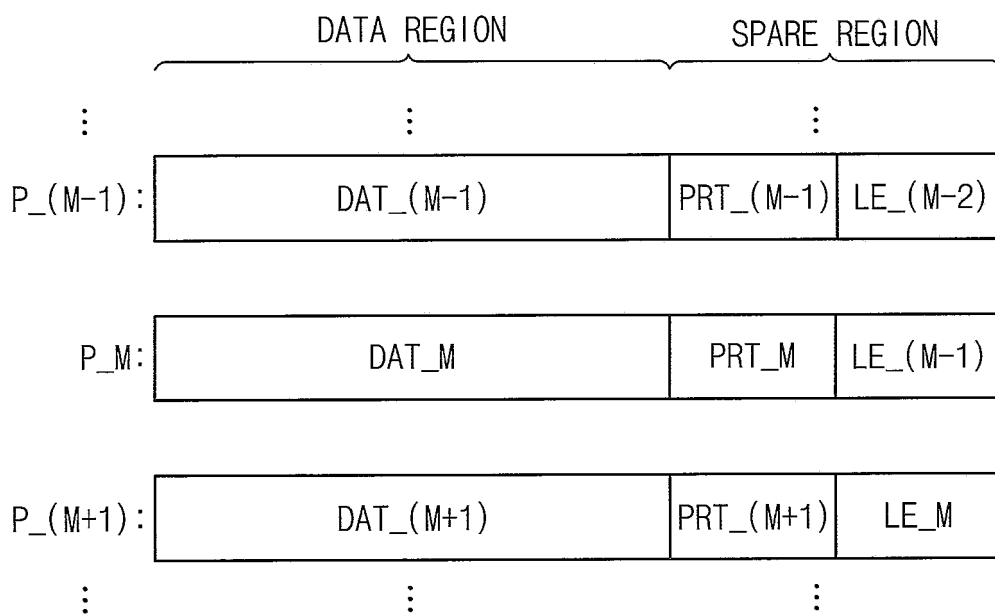 DATA REGION SPARE REGION
⋮ ⋮ ⋮
P_(M-1): DAT_(M-1) PRT_(M-1) LE_(M-2)
P_M: DAT_M PRT_M LE_(M-1)
P_(M+1): DAT_(M+1) PRT_(M+1) LE_M
⋮ ⋮ ⋮